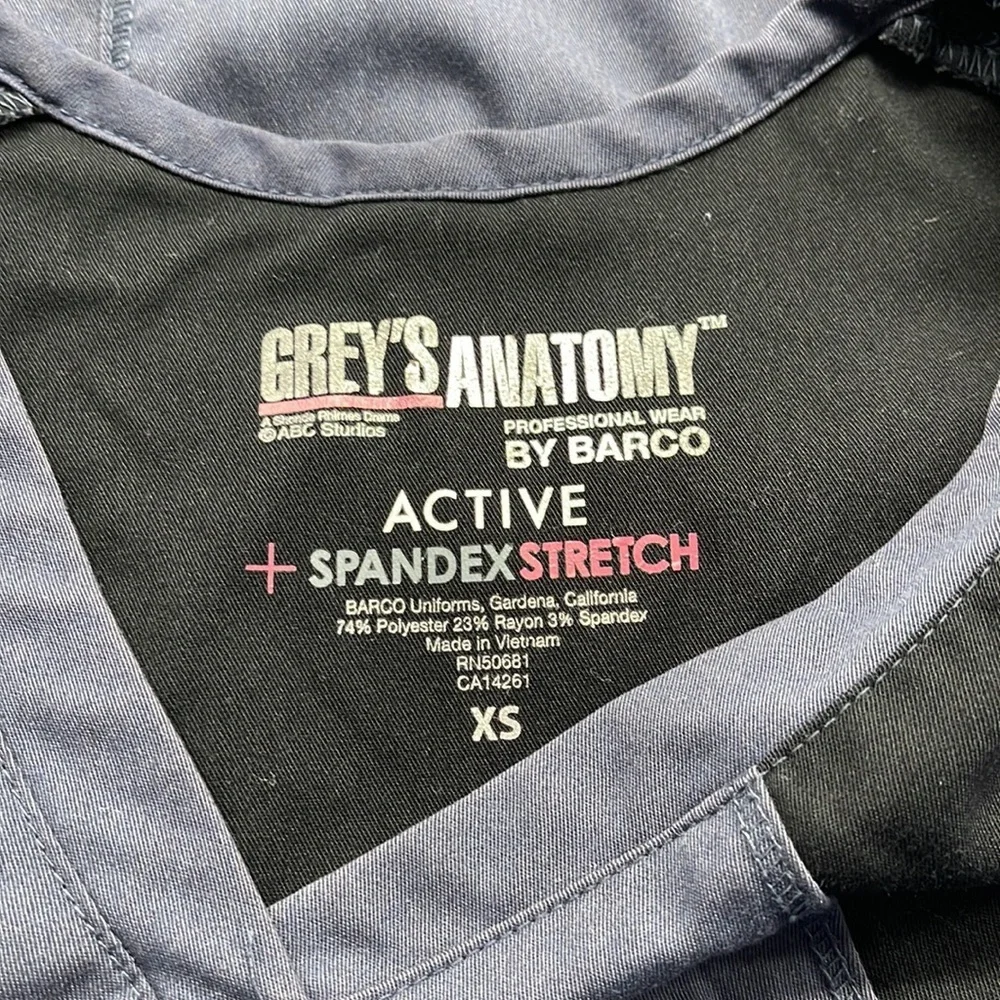 GREY'S ANATOMY™
A Shonda Rhimes Drama
©ABC Studios
PROFESSIONAL WEAR
BY BARCO
ACTIVE
+ SPANDEX STRETCH
BARCO Uniforms, Gardena, California
74% Polyester 23% Rayon 3% Spandex
Made in Vietnam
RN50681
CA14261
XS